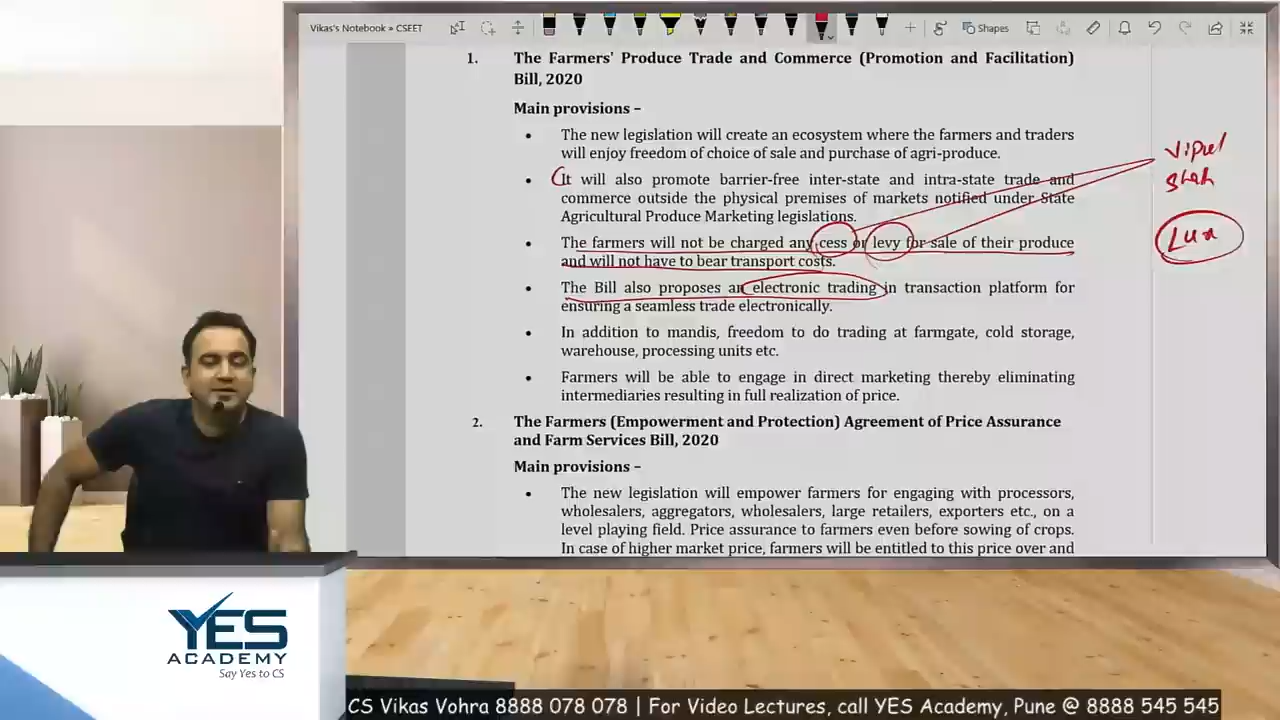 Vikas's Notebook » CSEET
Shapes
1. The Farmers' Produce Trade and Commerce (Promotion and Facilitation)
Bill, 2020
Main provisions –
• The new legislation will create an ecosystem where the farmers and traders
will enjoy freedom of choice of sale and purchase of agri-produce.
• It will also promote barrier-free inter-state and intra-state trade and
commerce outside the physical premises of markets notified under State
Agricultural Produce Marketing legislations.
• The farmers will not be charged any cess or levy for sale of their produce
and will not have to bear transport costs.
• The Bill also proposes an electronic trading in transaction platform for
ensuring a seamless trade electronically.
• In addition to mandis, freedom to do trading at farmgate, cold storage,
warehouse, processing units etc.
• Farmers will be able to engage in direct marketing thereby eliminating
intermediaries resulting in full realization of price.
2. The Farmers (Empowerment and Protection) Agreement of Price Assurance
and Farm Services Bill, 2020
Main provisions –
• The new legislation will empower farmers for engaging with processors,
wholesalers, aggregators, wholesalers, large retailers, exporters etc., on a
level playing field. Price assurance to farmers even before sowing of crops.
In case of higher market price, farmers will be entitled to this price over and
Vipul
Shah
Lux
YES
ACADEMY
Say Yes to CS
CS Vikas Vohra 8888 078 078 | For Video Lectures, call YES Academy, Pune @ 8888 545 545